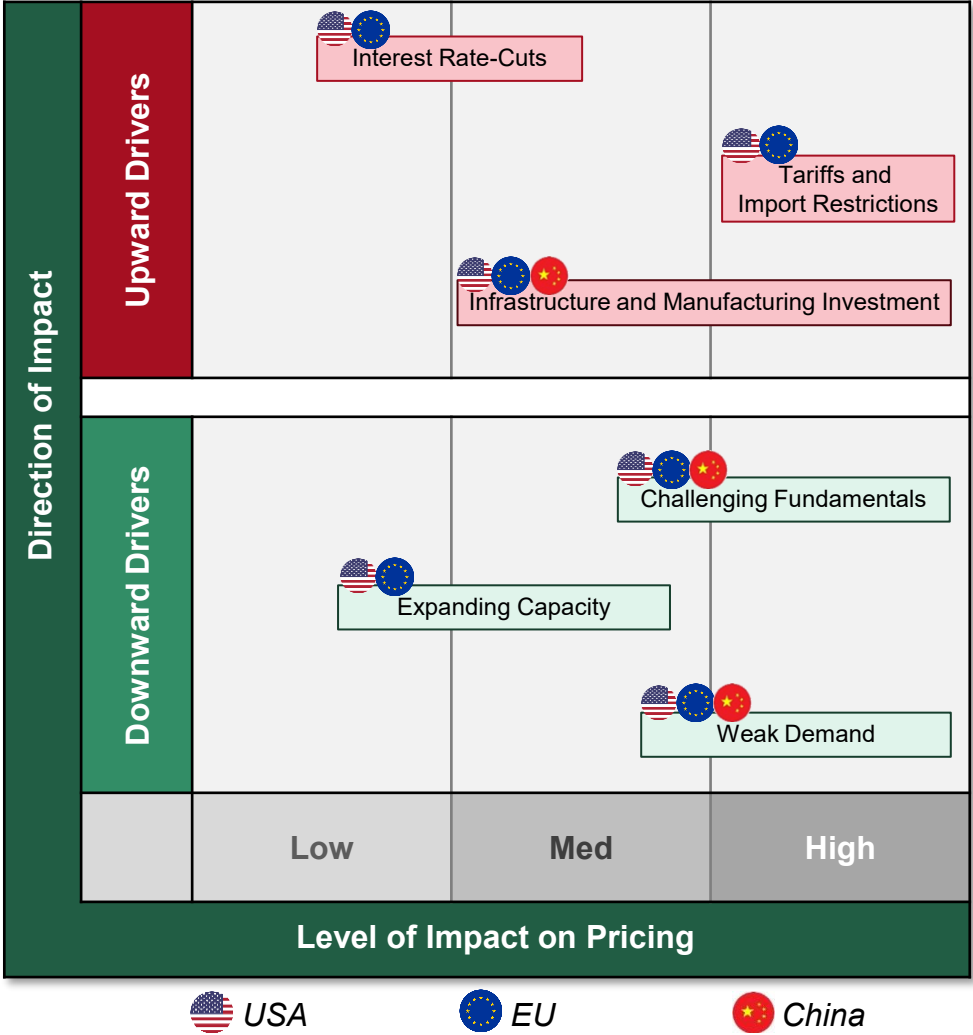 Direction of Impact
Upward Drivers
Interest Rate-Cuts
Tariffs and
Import Restrictions
Infrastructure and Manufacturing Investment
Downward Drivers
Challenging Fundamentals
Expanding Capacity
Weak Demand
Low
Med
High
Level of Impact on Pricing
USA
EU
China